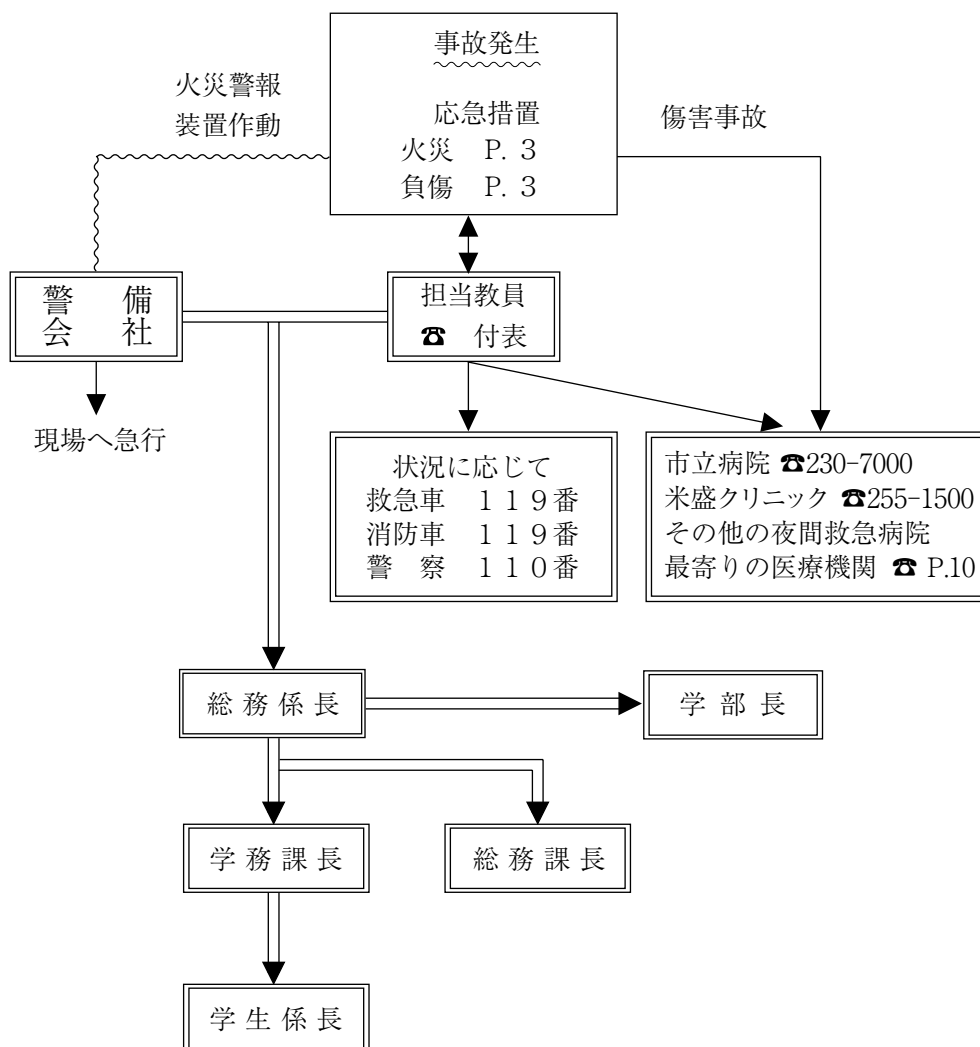 事故発生
応急措置
火災 P. 3
負傷 P. 3
火災警報
装置作動
傷害事故
警 備
会 社
担当教員
☎ 付表
現場へ急行
状況に応じて
救急車 １１９番
消防車 １１９番
警 察 １１０番
市立病院 ☎230-7000
米盛クリニック ☎255-1500
その他の夜間救急病院
最寄りの医療機関 ☎ P.10
総務係長
学部長
学務課長
総務課長
学生係長